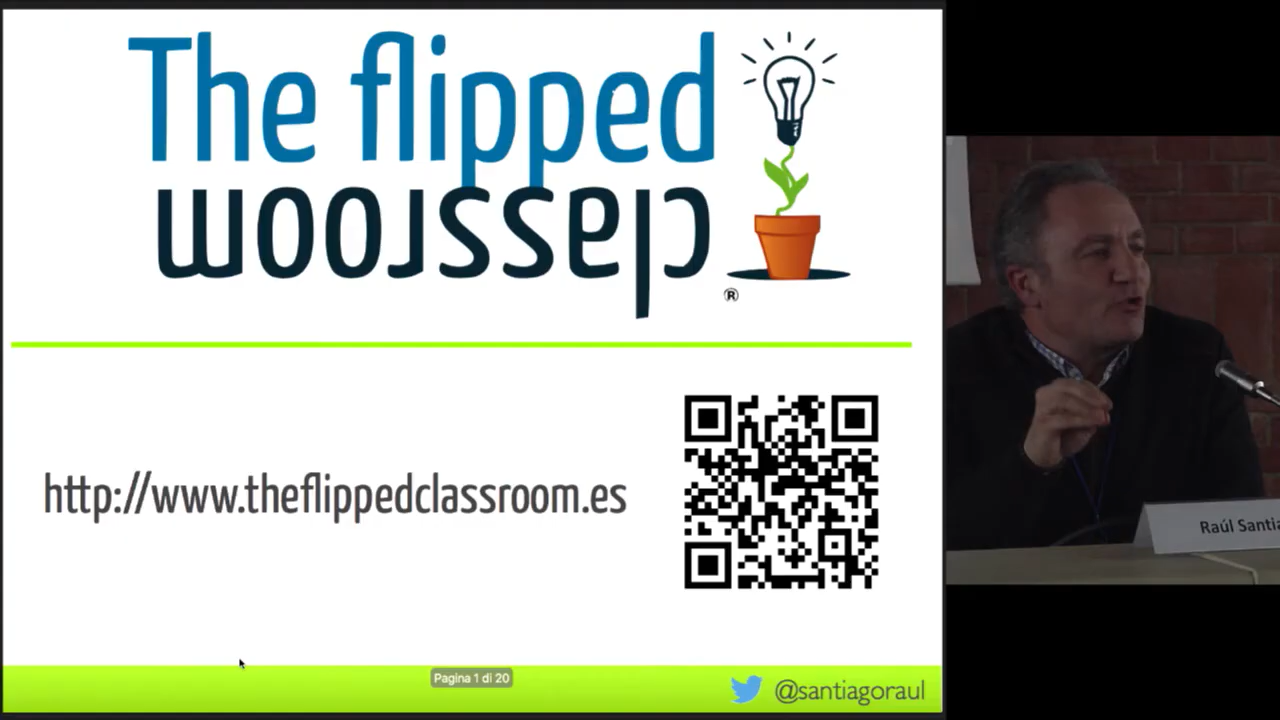 The flipped
classroom
®
http://www.theflippedclassroom.es
Pagina 1 di 20
@santiagoraul
Raúl Santia